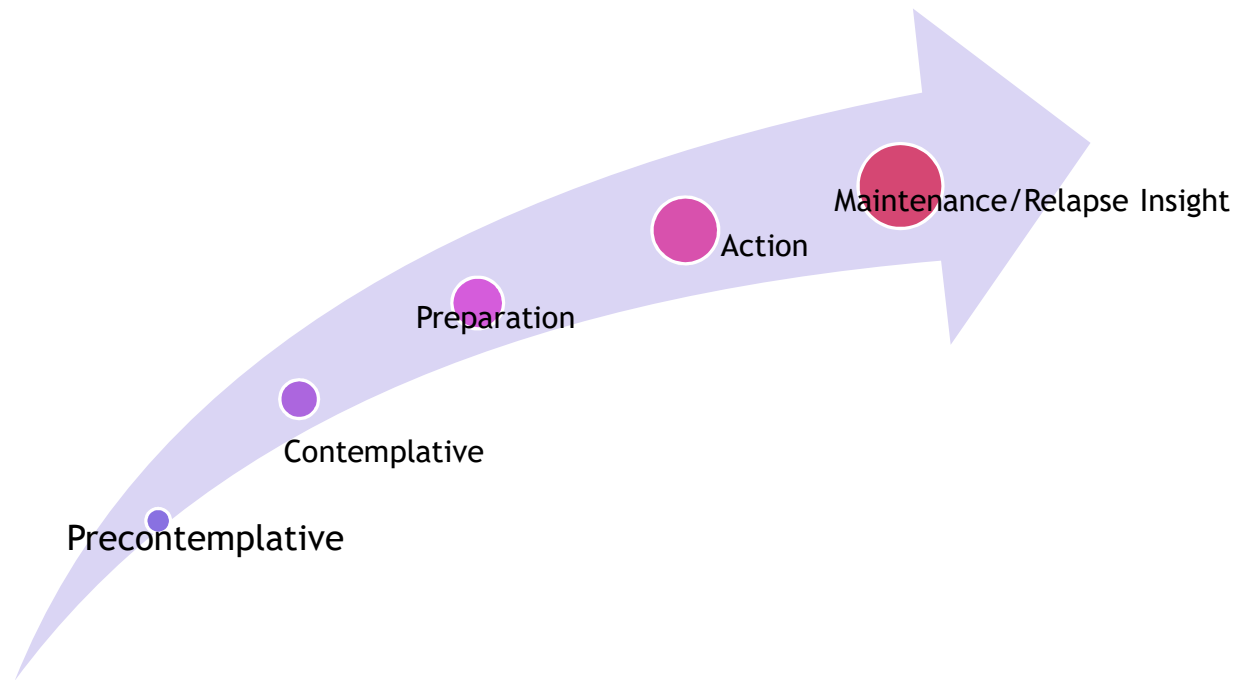 Maintenance/Relapse Insight
Action
Preparation
Contemplative
Precontemplative